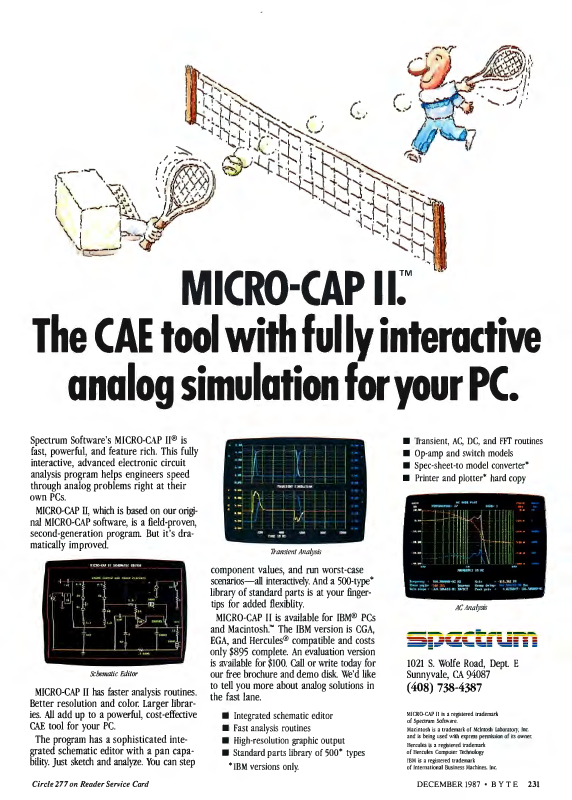 MICRO-CAP II.™
The CAE tool with fully interactive
analog simulation for your PC.
Spectrum Software's MICRO-CAP II® is
fast, powerful, and feature rich. This fully
interactive, advanced electronic circuit
analysis program helps engineers speed
through analog problems right at their
own PCs.
MICRO-CAP II, which is based on our origi-
nal MICRO-CAP software, is a field-proven,
second-generation program. But it's dra-
matically improved.
MICRO-CAP II SCHEMATIC EDITOR
Schematic Editor
MICRO-CAP II has faster analysis routines.
Better resolution and color. Larger librar-
ies. All add up to a powerful, cost-effective
CAE tool for your PC.
The program has a sophisticated inte-
grated schematic editor with a pan capa-
bility. Just sketch and analyze. You can step
TRANSIENT SIMULATION
Transient Analysis
component values, and run worst-case
scenarios—all interactively. And a 500-type*
library of standard parts is at your finger-
tips for added flexiblity.
MICRO-CAP II is available for IBM® PCs
and Macintosh.™ The IBM version is CGA,
EGA, and Hercules® compatible and costs
only $895 complete. An evaluation version
is available for $100. Call or write today for
our free brochure and demo disk. We'd like
to tell you more about analog solutions in
the fast lane.
■ Integrated schematic editor
■ Fast analysis routines
■ High-resolution graphic output
■ Standard parts library of 500* types
*IBM versions only.
■ Transient, AC, DC, and FFT routines
■ Op-amp and switch models
■ Spec-sheet-to model converter*
■ Printer and plotter* hard copy
AC Analysis
spectrum
1021 S. Wolfe Road, Dept. E
Sunnyvale, CA 94087
(408) 738-4387
MICRO-CAP II is a registered trademark
of Spectrum Software.
Macintosh is a trademark of McIntosh Laboratory, Inc.
and is being used with express permission of its owner.
Hercules is a registered trademark
of Hercules Computer Technology
IBM is a registered trademark
of International Business Machines, Inc.
Circle 277 on Reader Service Card
DECEMBER 1987 • BYTE 231